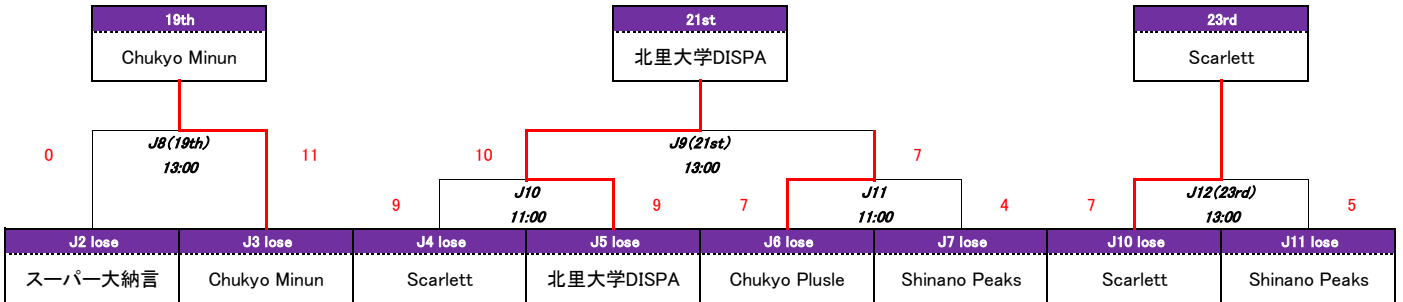 19th 21st 23rd
Chukyo Minun 北里大学DISPA Scarlett
J8(19th) J9(21st)
0 11 10 7
13:00 13:00
J10 J11 J12(23rd)
9 9 7 4 7 5
11:00 11:00 13:00
J2 lose J3 lose J4 lose J5 lose J6 lose J7 lose J10 lose J11 lose
スーパー大納言 Chukyo Minun Scarlett 北里大学DISPA Chukyo Plusle Shinano Peaks Scarlett Shinano Peaks